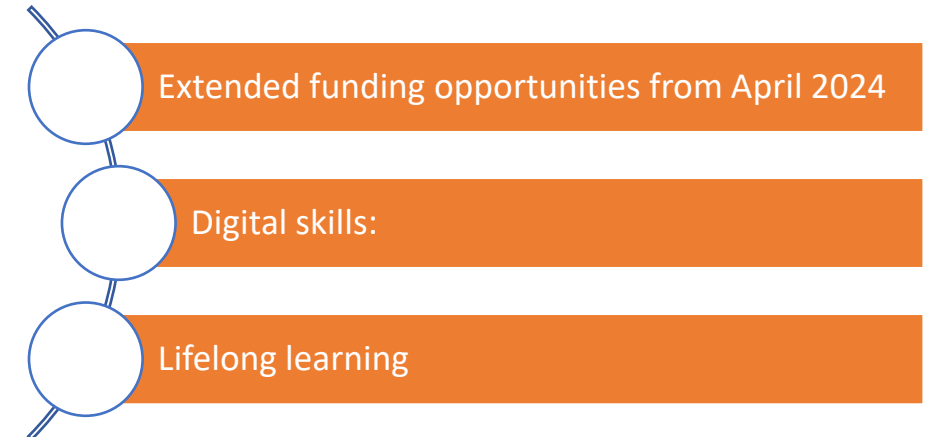 Extended funding opportunities from April 2024
Digital skills:
Lifelong learning